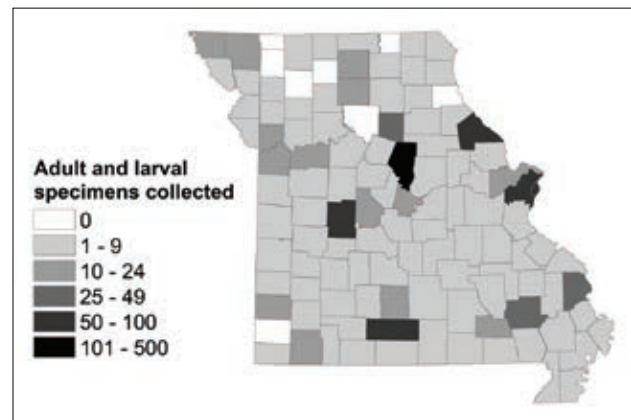 Adult and larval
specimens collected
0
1 - 9
10 - 24
25 - 49
50 - 100
101 - 500